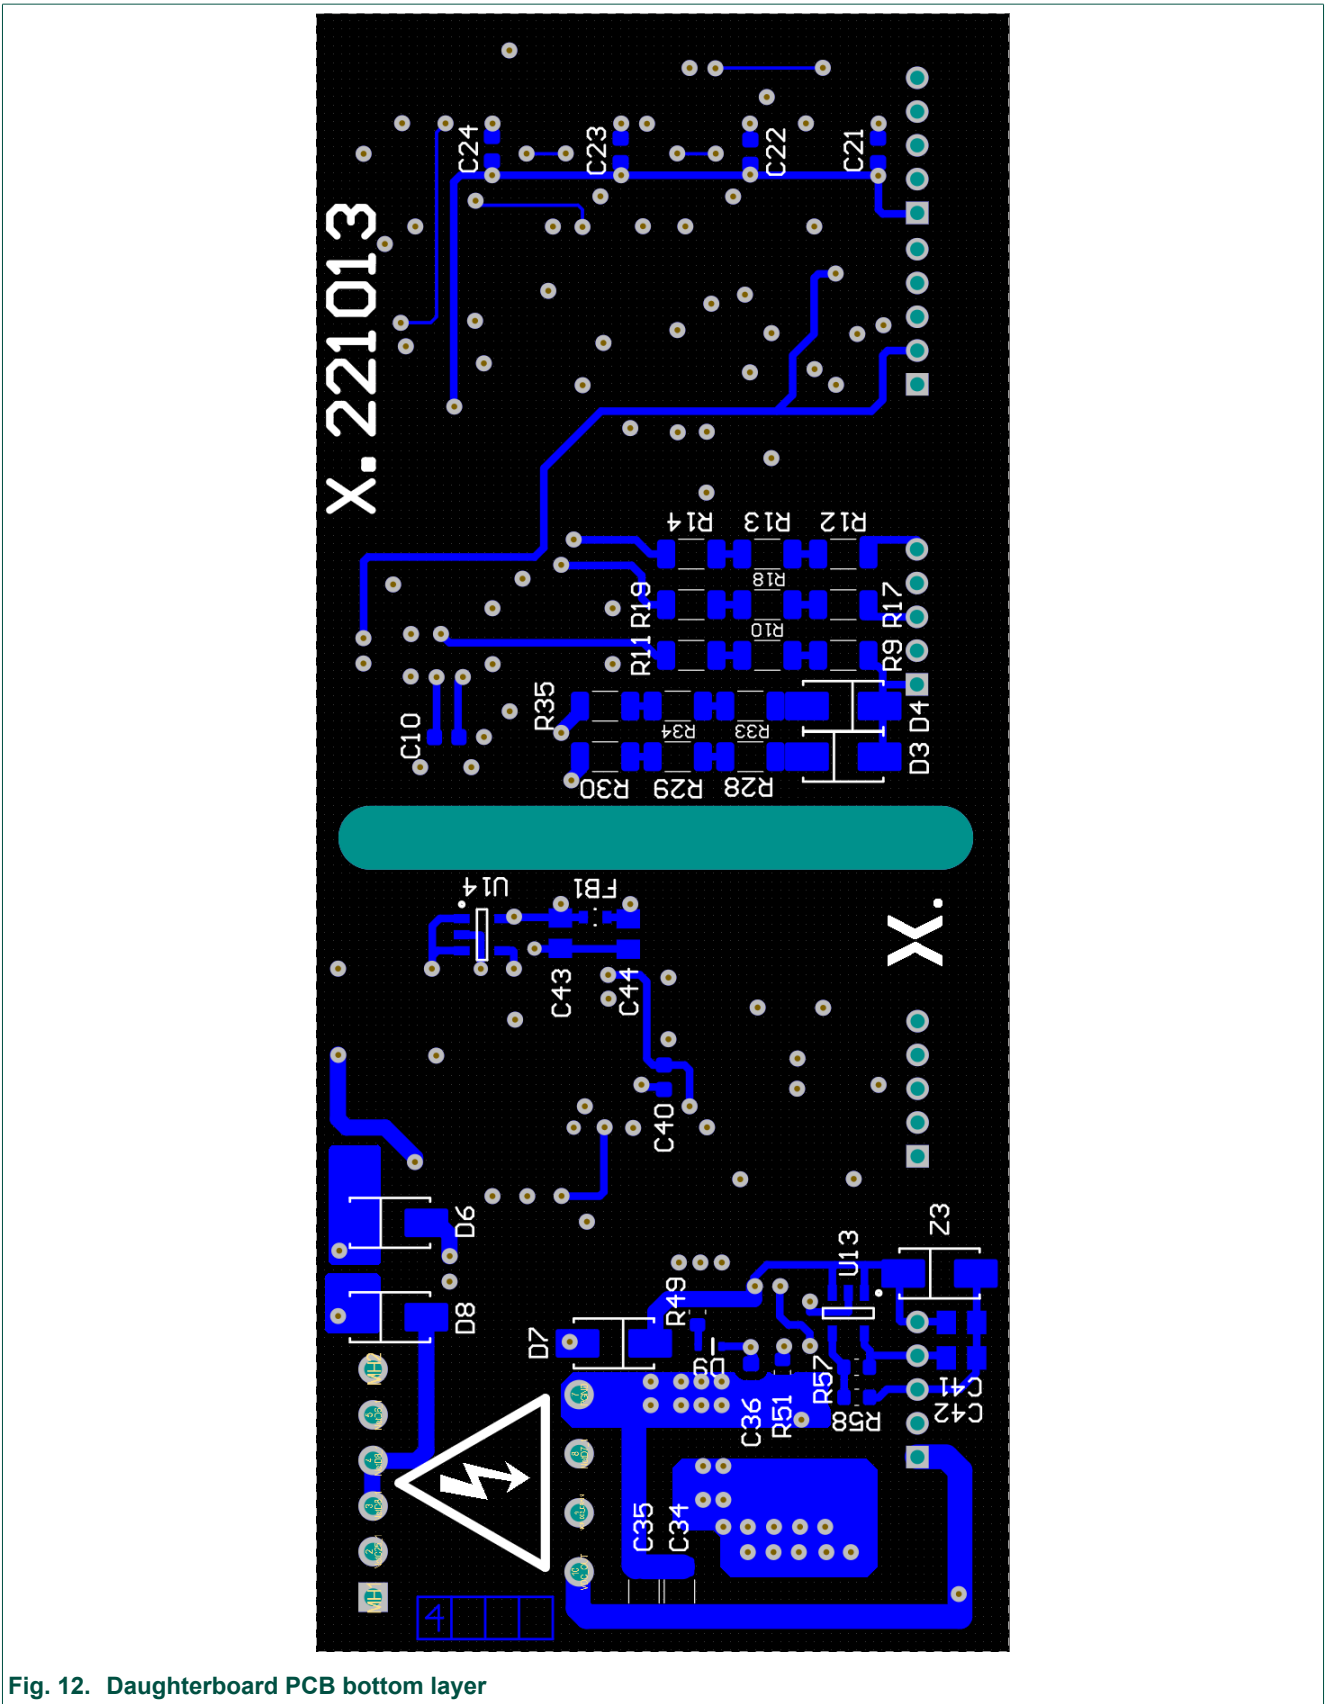 C24
C23
C22
C21
X.221013
R14
R13
R12
R18
R19
R17
R10
R11
R9
R35
R34
R33
D4
C10
D3
R30
R29
R28
U14
FB1
X.
C43
C44
C40
D6
Z3
U13
R49
D8
D7
D9
R57
C41
C36
R51
R58
C42
MH2
C35
C34
MH1
4
Fig. 12. Daughterboard PCB bottom layer